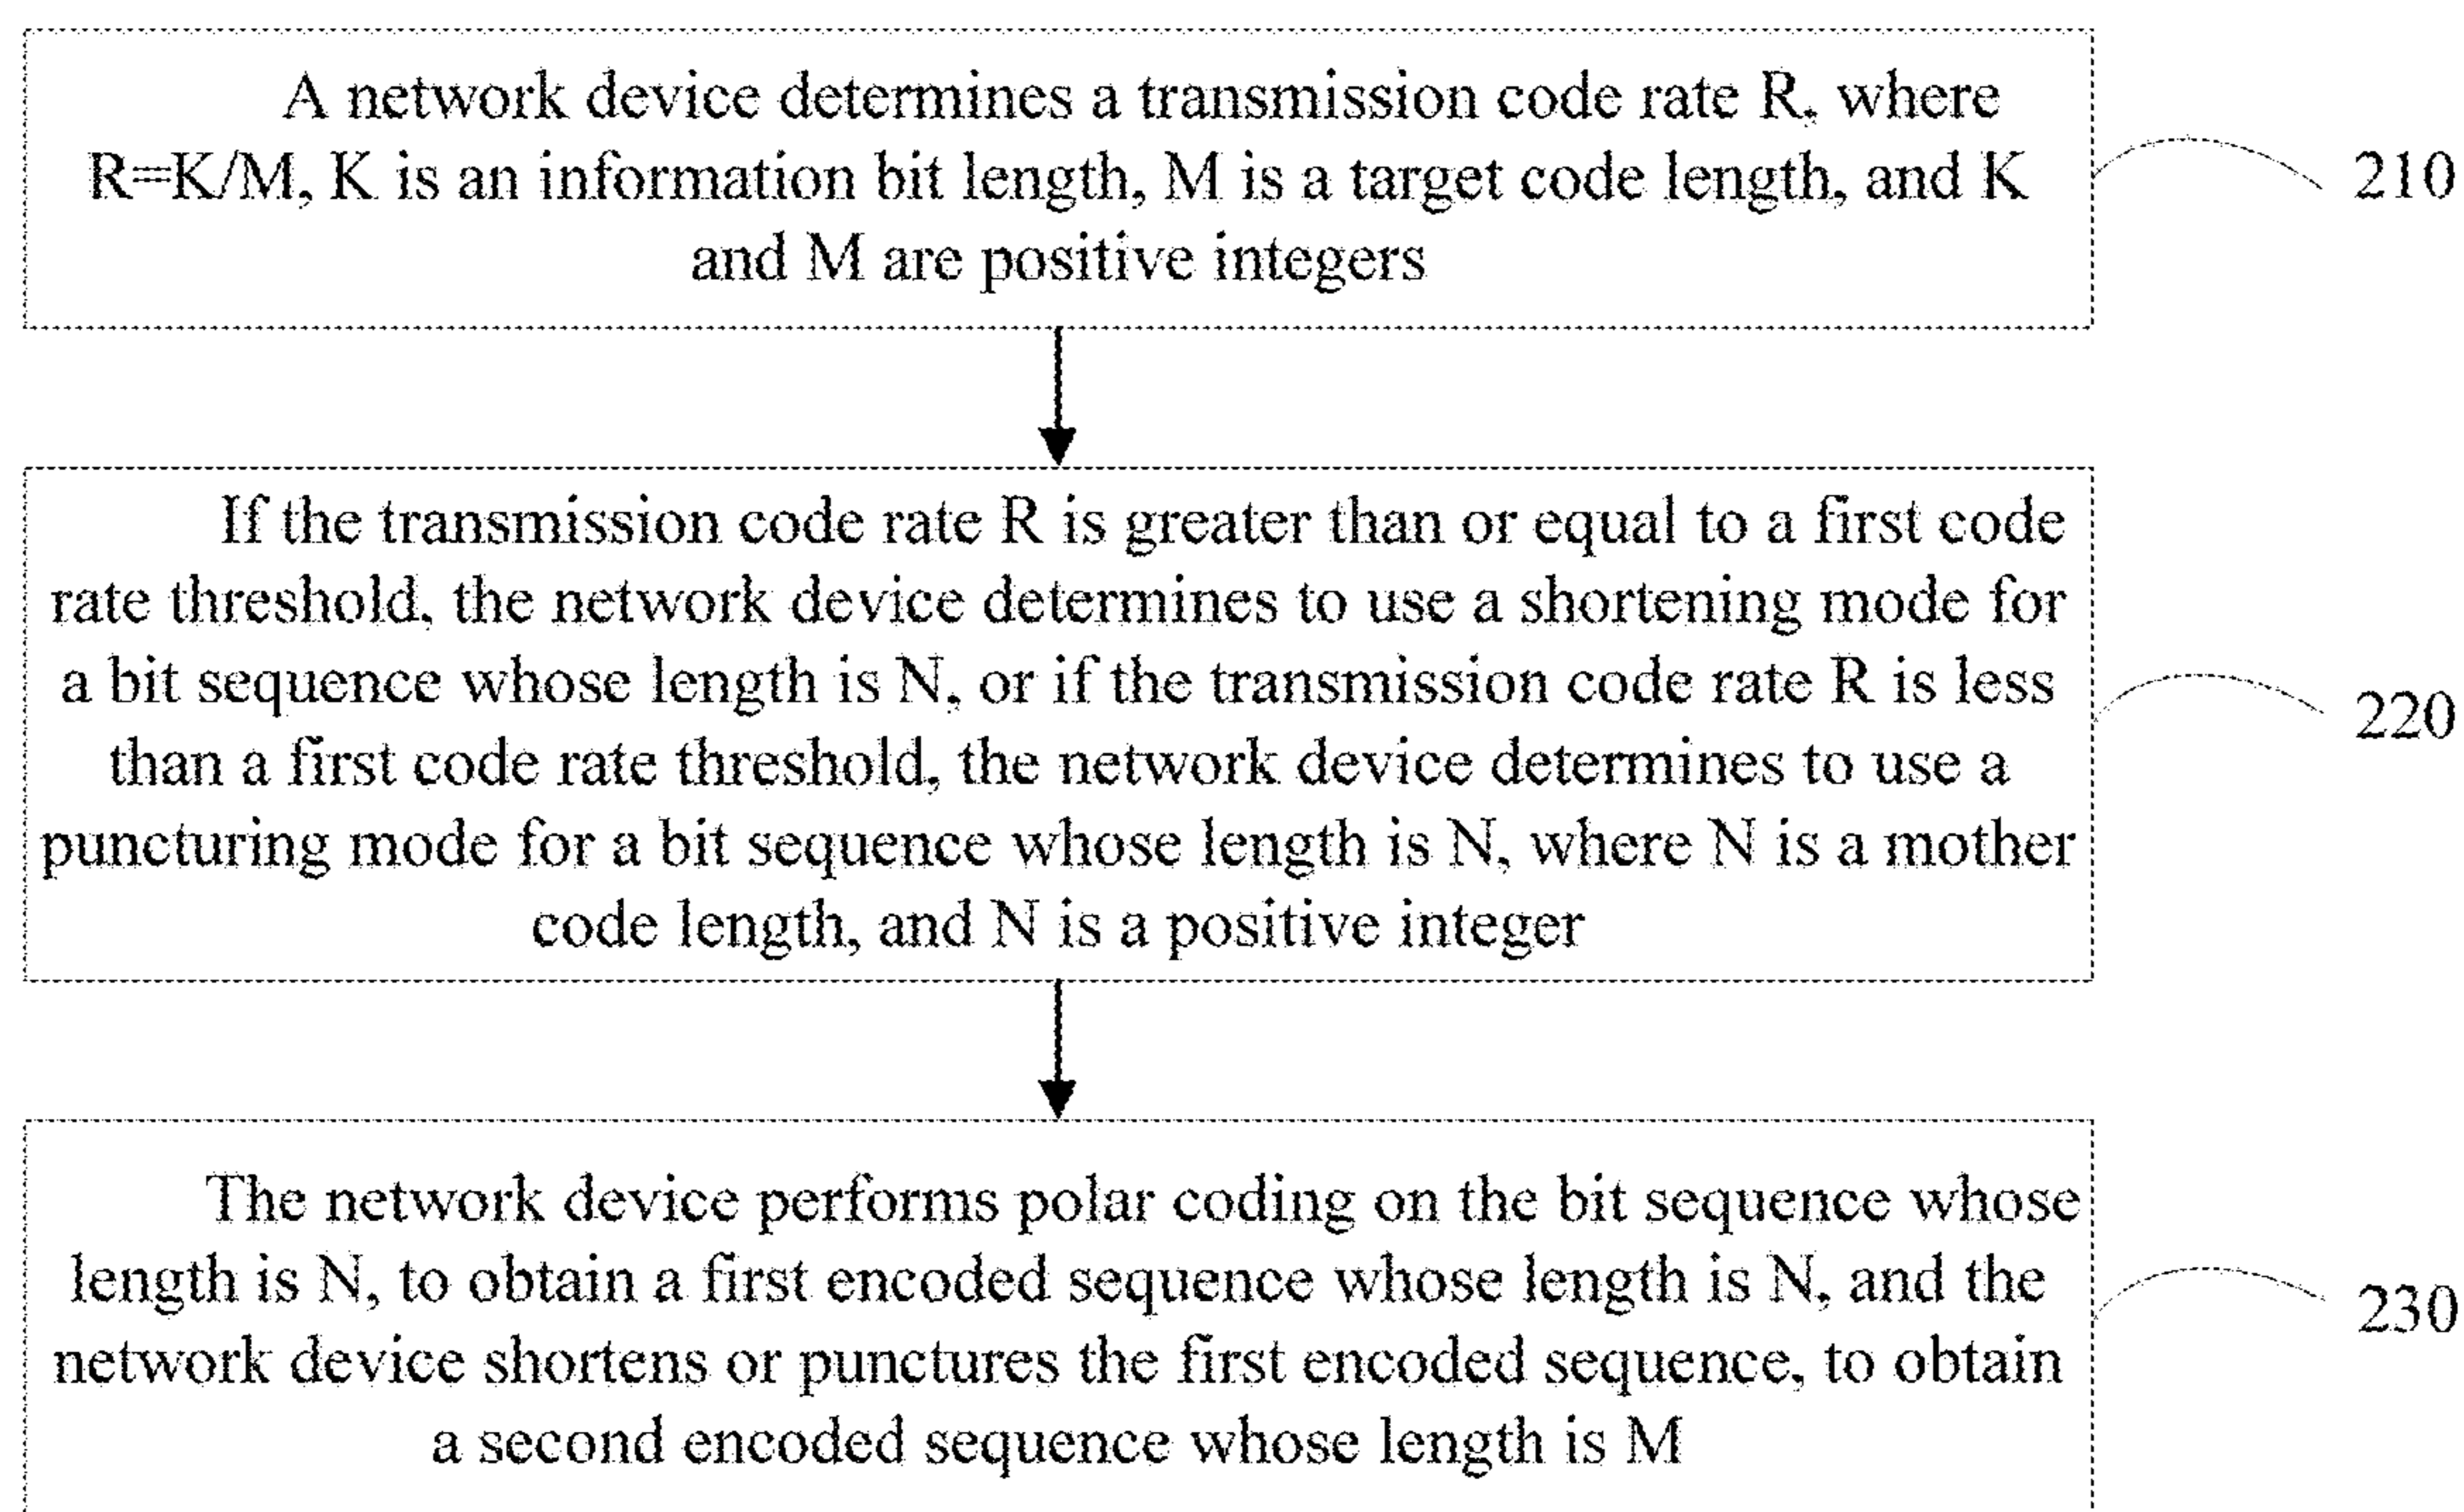 A network device determines a transmission code rate R, where
R=K/M, K is an information bit length, M is a target code length, and K
and M are positive integers
210
If the transmission code rate R is greater than or equal to a first code
rate threshold, the network device determines to use a shortening mode for
a bit sequence whose length is N, or if the transmission code rate R is less
than a first code rate threshold, the network device determines to use a
puncturing mode for a bit sequence whose length is N, where N is a mother
code length, and N is a positive integer
220
The network device performs polar coding on the bit sequence whose
length is N, to obtain a first encoded sequence whose length is N, and the
network device shortens or punctures the first encoded sequence, to obtain
a second encoded sequence whose length is M
230